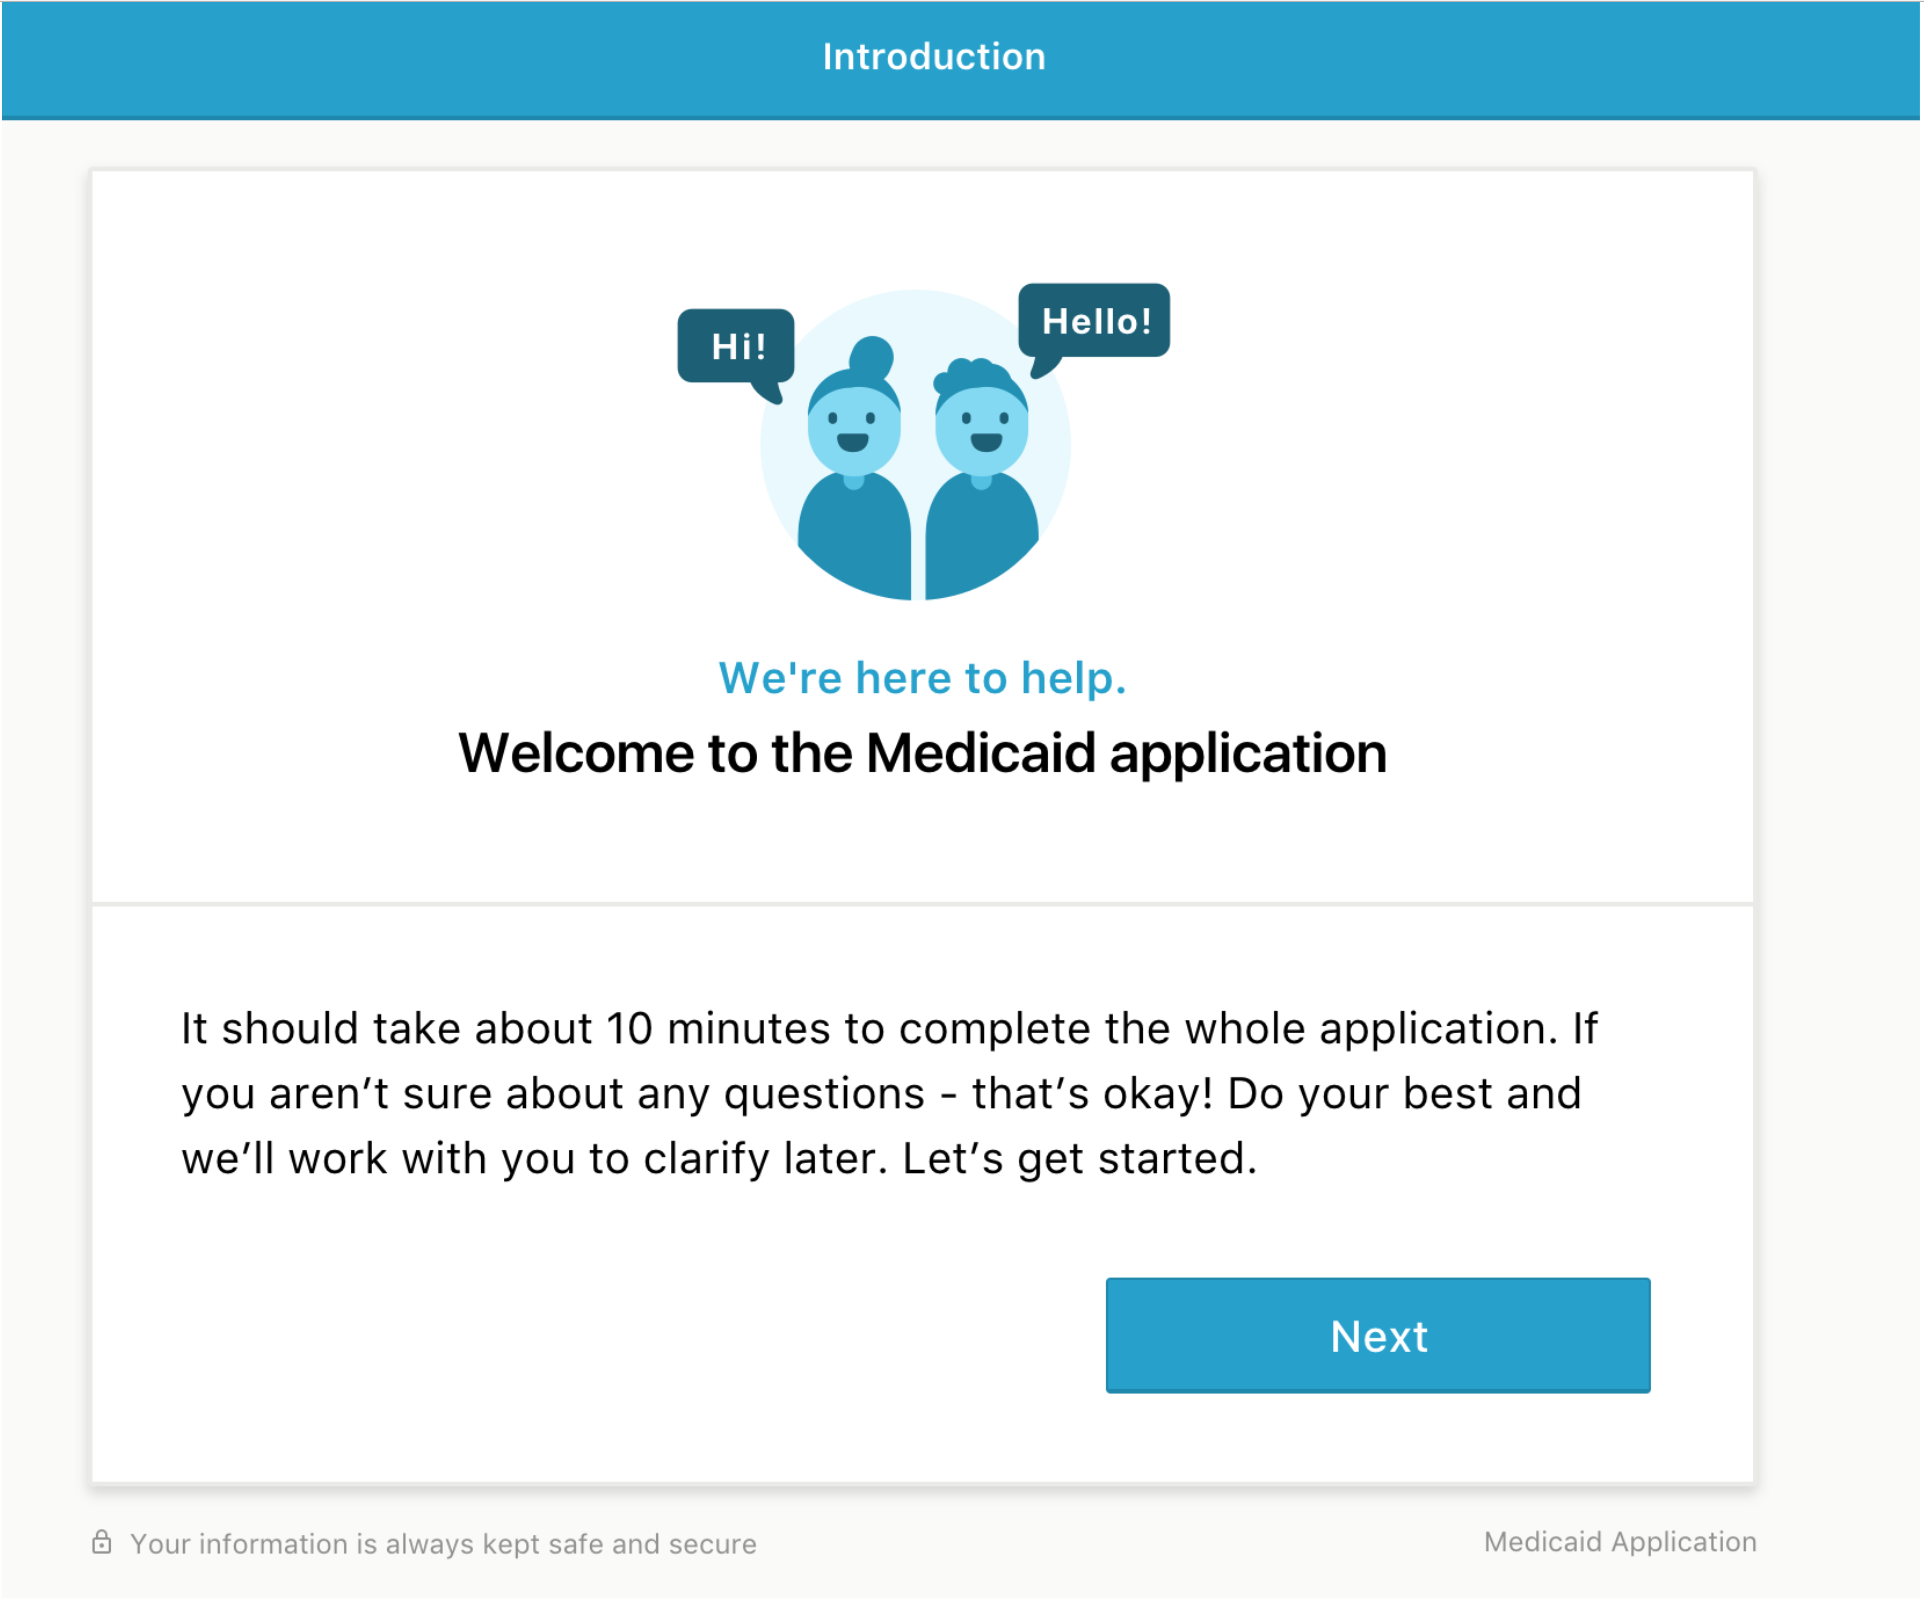 Introduction
Hi!
Hello!
We're here to help.
Welcome to the Medicaid application
It should take about 10 minutes to complete the whole application. If
you aren’t sure about any questions - that’s okay! Do your best and
we’ll work with you to clarify later. Let’s get started.
Next
Your information is always kept safe and secure
Medicaid Application